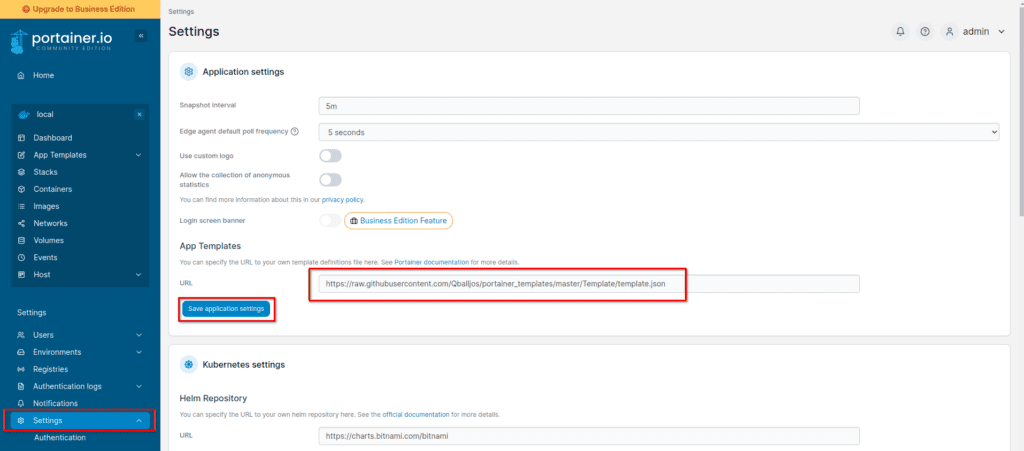 Upgrade to Business Edition
portainer.io
COMMUNITY EDITION
Home
local
Dashboard
App Templates
Stacks
Containers
Images
Networks
Volumes
Events
Host
Settings
Users
Environments
Registries
Authentication logs
Notifications
Settings
Authentication
Settings
Settings
admin
Application settings
Snapshot interval
5m
Edge agent default poll frequency
5 seconds
Use custom logo
Allow the collection of anonymous
statistics
You can find more information about this in our privacy policy.
Login screen banner
Business Edition Feature
App Templates
You can specify the URL to your own template definitions file here. See Portainer documentation for more details.
URL
https://raw.githubusercontent.com/Qballjos/portainer_templates/master/Template/template.json
Save application settings
Kubernetes settings
Helm Repository
You can specify the URL to your own helm repository here. See the official documentation for more details.
URL
https://charts.bitnami.com/bitnami